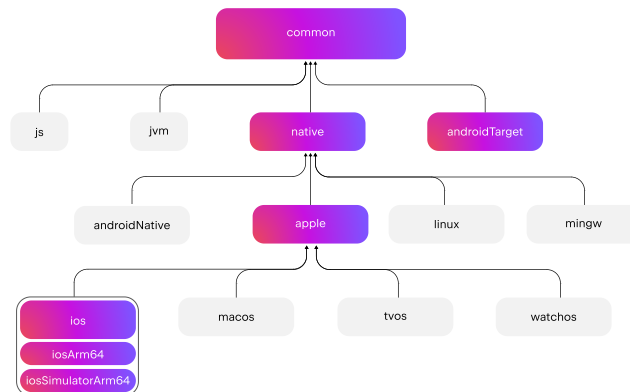 common
js
jvm
native
androidTarget
androidNative
apple
linux
mingw
ios
macos
tvos
watchos
iosArm64
iosSimulatorArm64